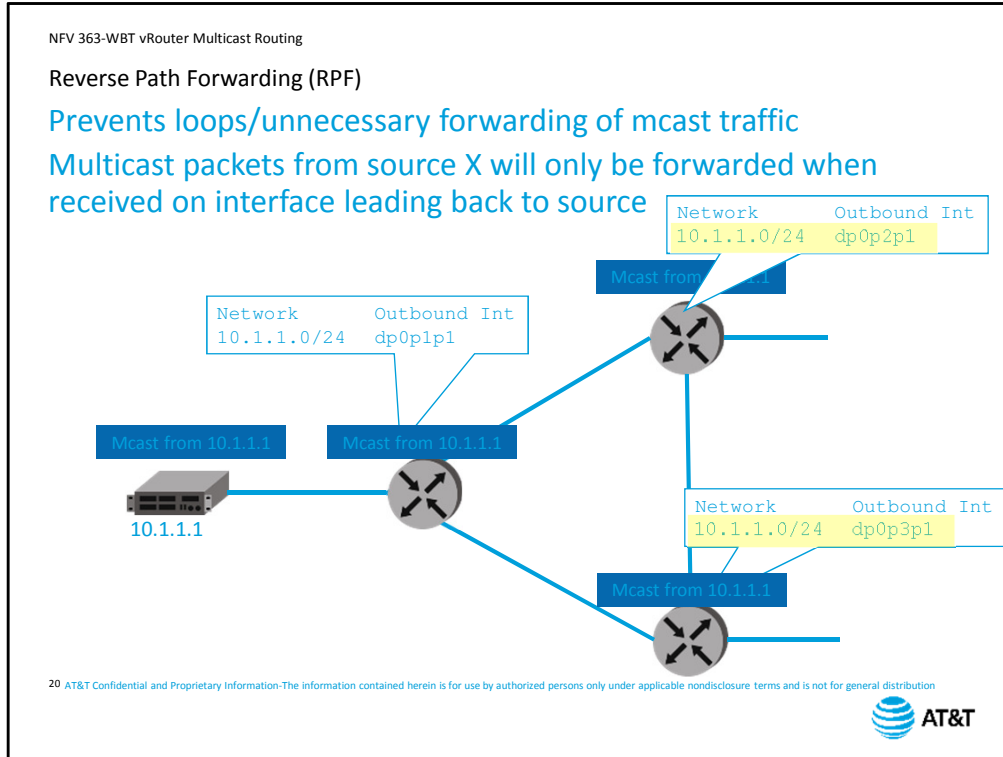 NFV 363-WBT vRouter Multicast Routing
Reverse Path Forwarding (RPF)
Prevents loops/unnecessary forwarding of mcast traffic
Multicast packets from source X will only be forwarded when
received on interface leading back to source
Network Outbound Int
10.1.1.0/24 dp0p2p1
Mcast from .1.1
Network Outbound Int
10.1.1.0/24 dp0p1p1
Mcast from 10.1.1.1
Mcast from 10.1.1.1
10.1.1.1
Network Outbound Int
10.1.1.0/24 dp0p3p1
Mcast from 10.1.1.1
20 AT&T Confidential and Proprietary Information-The information contained herein is for use by authorized persons only under applicable nondisclosure terms and is not for general distribution
AT&T